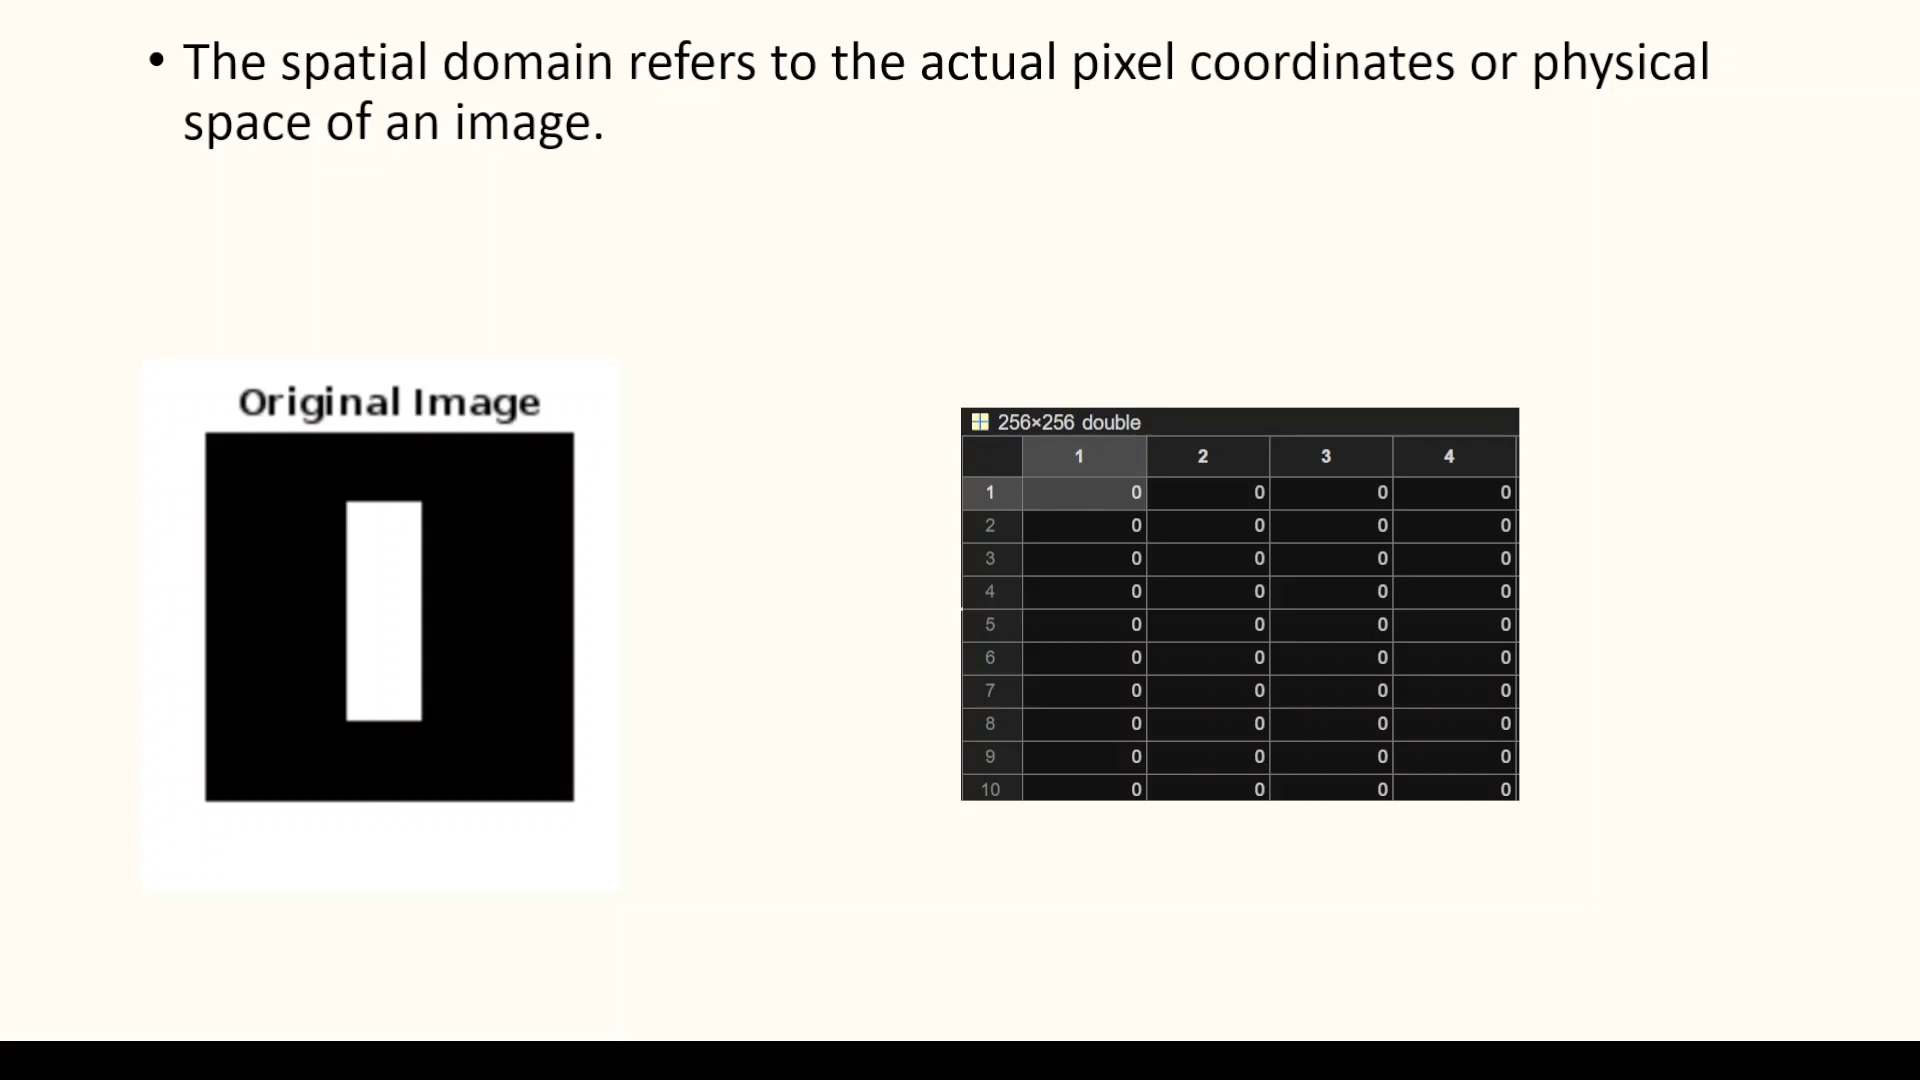 • The spatial domain refers to the actual pixel coordinates or physical
space of an image.
Original Image
256×256 double
1 2 3 4
1 0 0 0 0
2 0 0 0 0
3 0 0 0 0
4 0 0 0 0
5 0 0 0 0
6 0 0 0 0
7 0 0 0 0
8 0 0 0 0
9 0 0 0 0
10 0 0 0 0